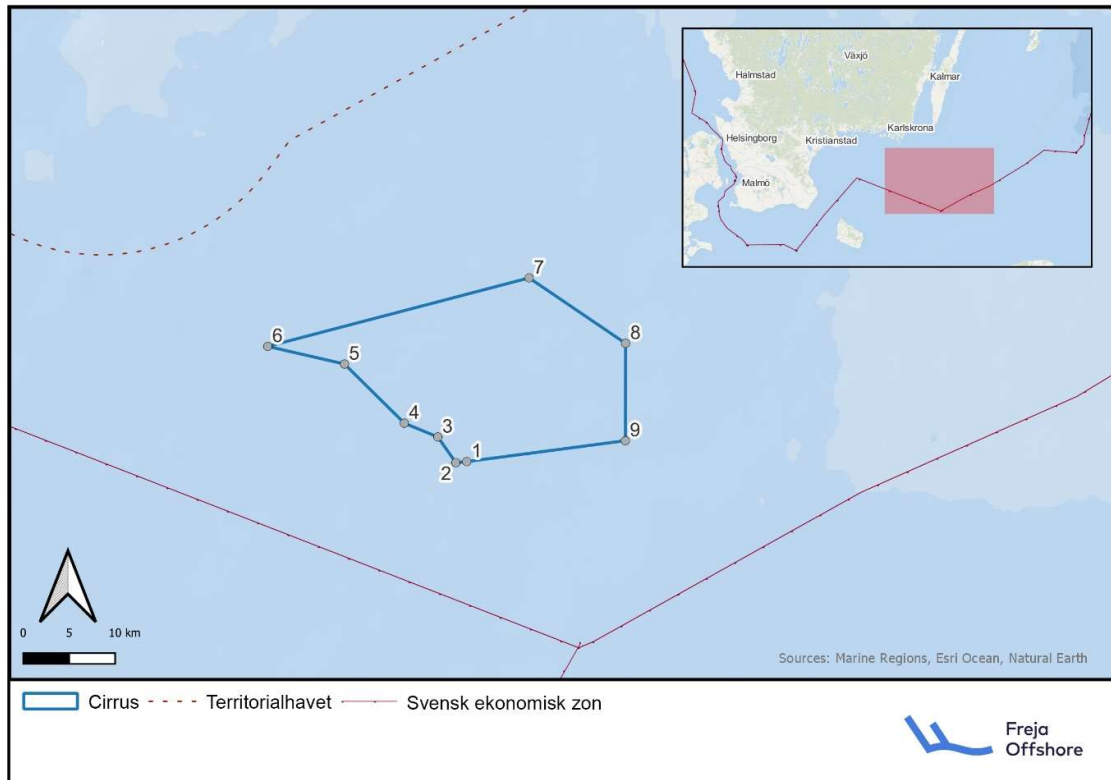 Växjö
Halmstad
Kalmar
Karlskrona
Helsingborg
Kristianstad
Malmö
7
6
8
5
4
3
9
1
2
0 5 10 km
Sources: Marine Regions, Esri Ocean, Natural Earth
Cirrus Territorialhavet Svensk ekonomisk zon
Freja
Offshore